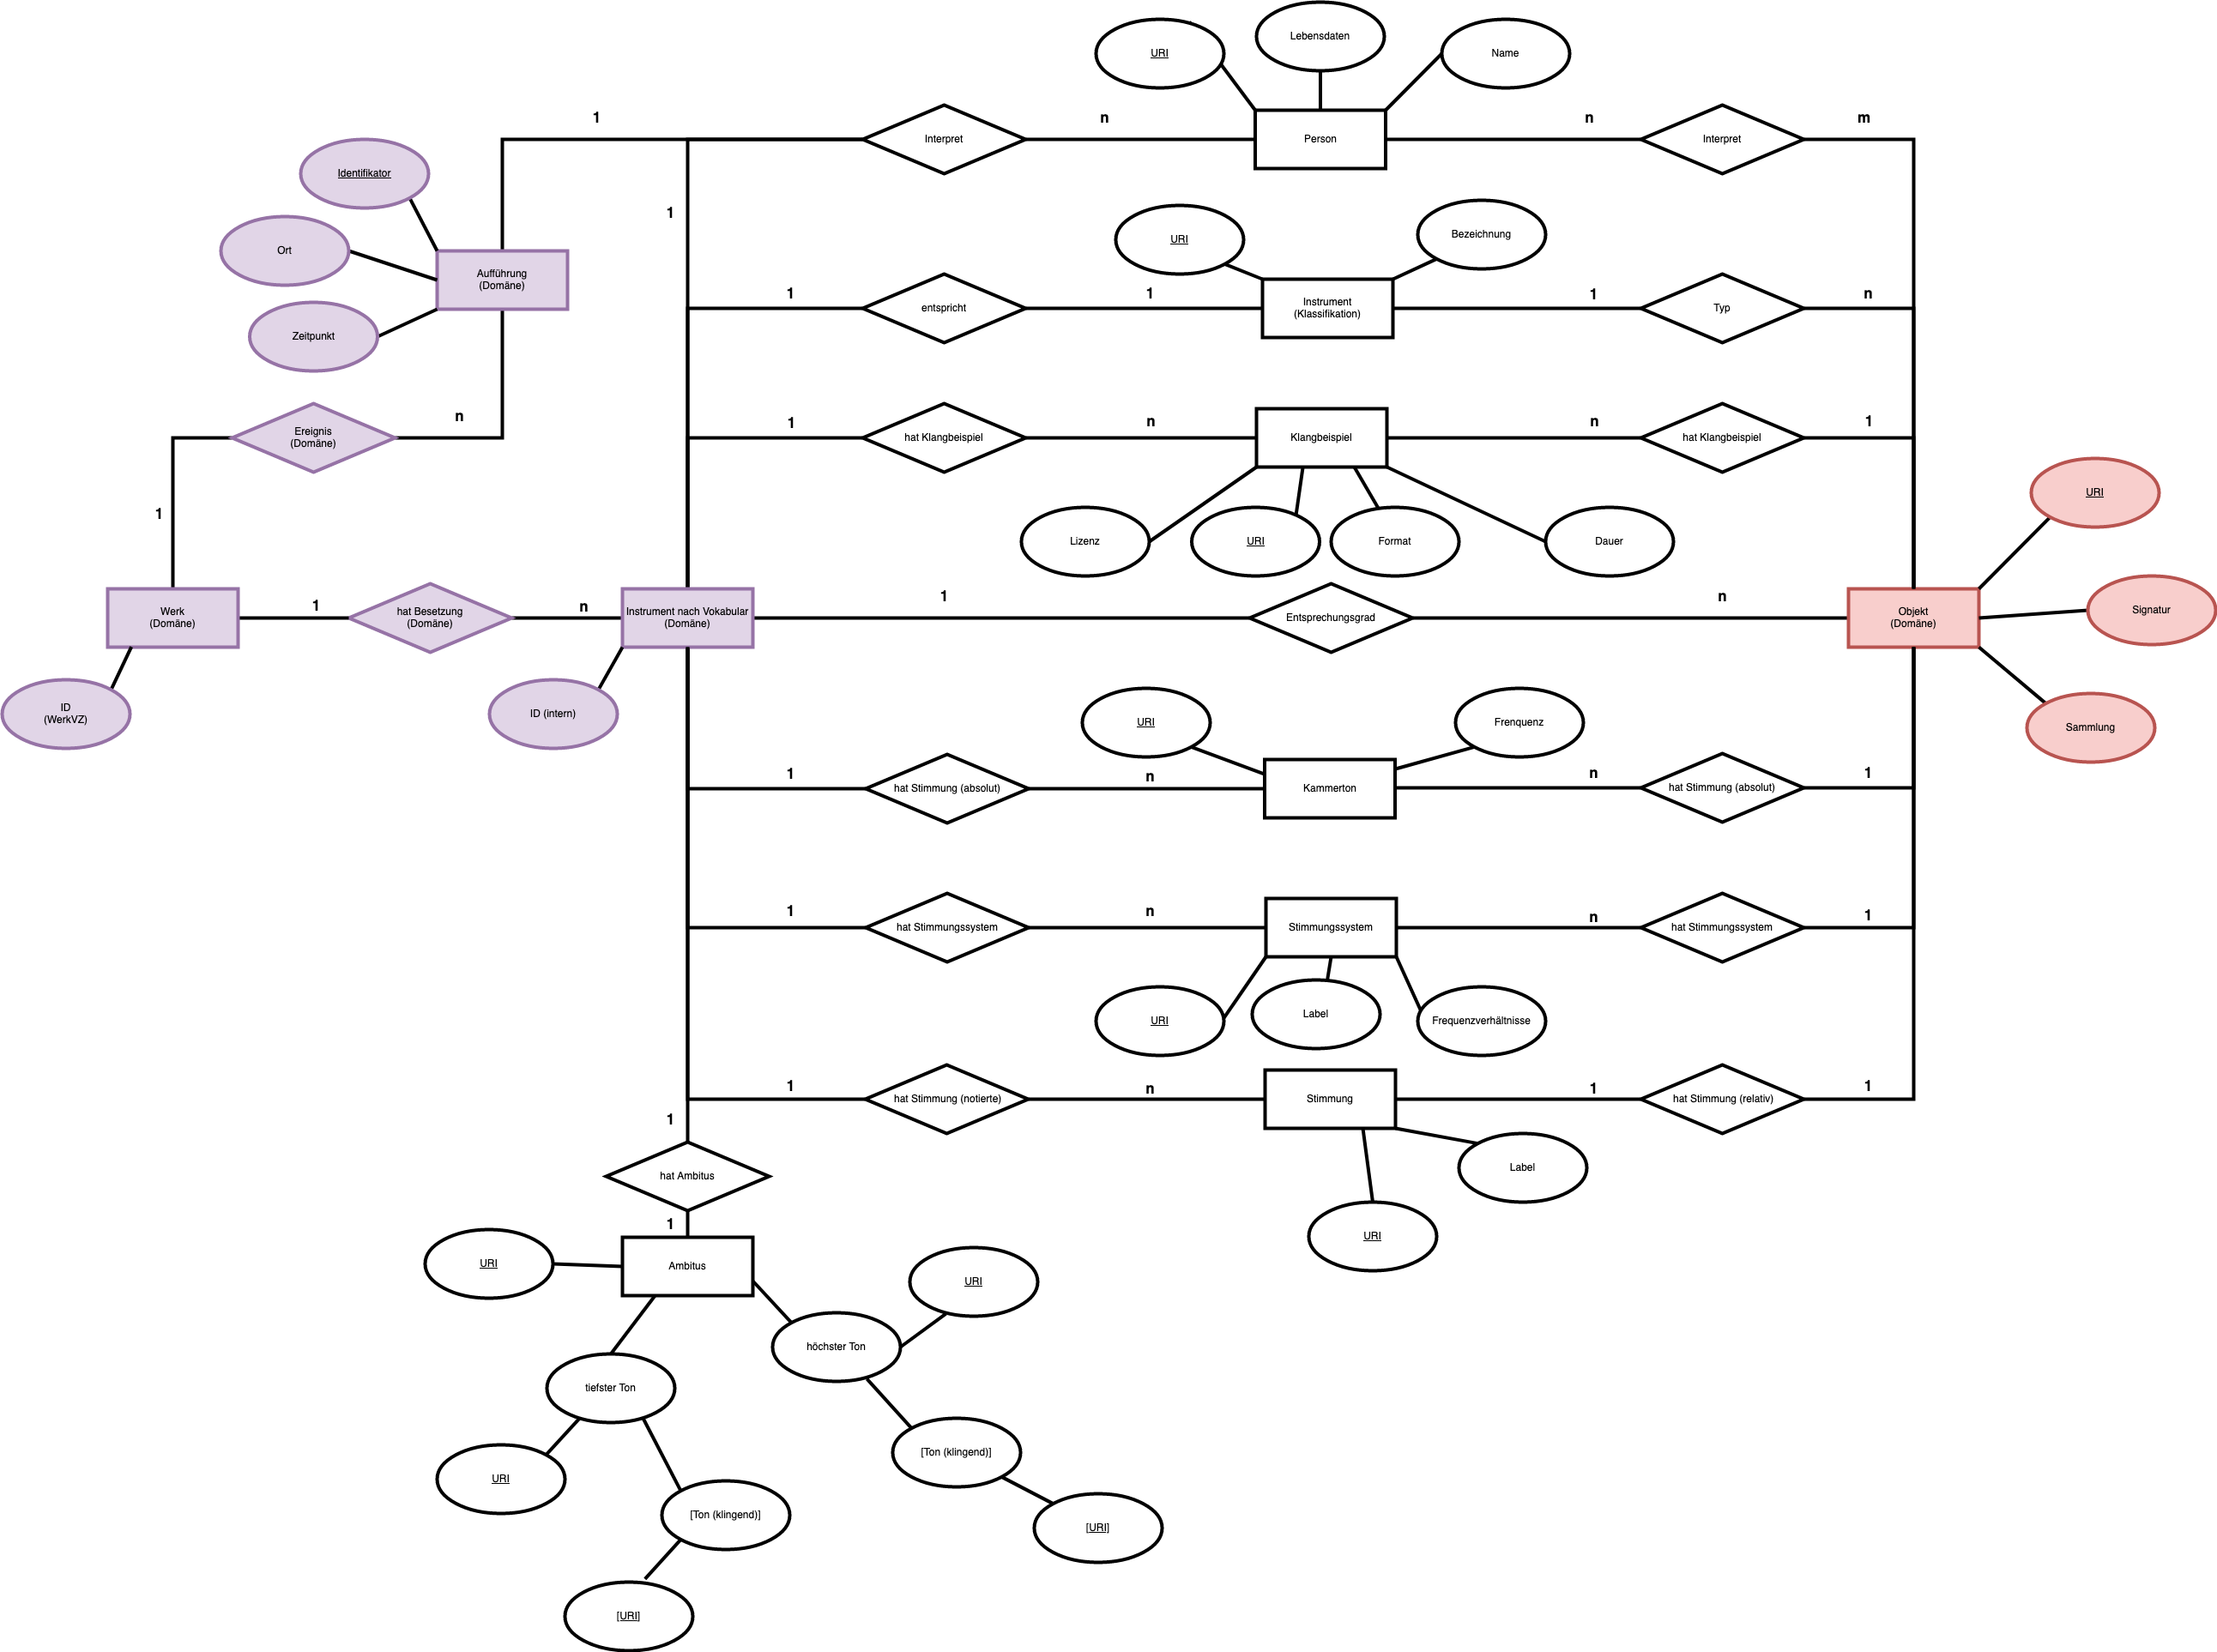 Lebensdaten
URI
Name
1
n
n
m
Interpret
Person
Interpret
Identifikator
1
URI
Bezeichnung
Ort
Aufführung
(Domäne)
1
1
1
n
entspricht
Instrument
(Klassifikation)
Typ
Zeitpunkt
n
1
n
n
1
Ereignis
(Domäne)
hat Klangbeispiel
Klangbeispiel
hat Klangbeispiel
URI
1
Lizenz
URI
Format
Dauer
1
n
1
n
Werk
(Domäne)
hat Besetzung
(Domäne)
Instrument nach Vokabular
(Domäne)
Entsprechungsgrad
Objekt
(Domäne)
Signatur
ID
(WerkVZ)
ID (intern)
URI
Frenquenz
Sammlung
1
n
n
1
hat Stimmung (absolut)
Kammerton
hat Stimmung (absolut)
1
n
n
1
hat Stimmungssystem
Stimmungssystem
hat Stimmungssystem
URI
Label
Frequenzverhältnisse
1
n
1
1
hat Stimmung (notierte)
Stimmung
hat Stimmung (relativ)
1
Label
hat Ambitus
1
URI
URI
Ambitus
URI
höchster Ton
tiefster Ton
[Ton (klingend)]
URI
[Ton (klingend)]
[URI]
[URI]